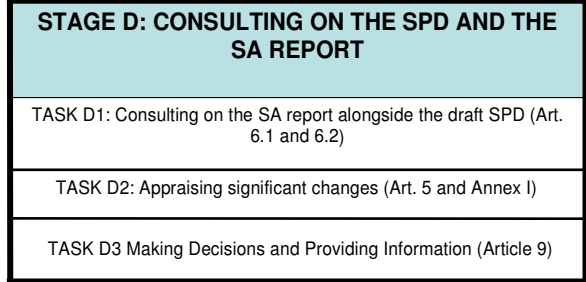 STAGE D: CONSULTING ON THE SPD AND THE
SA REPORT
TASK D1: Consulting on the SA report alongside the draft SPD (Art.
6.1 and 6.2)
TASK D2: Appraising significant changes (Art. 5 and Annex I)
TASK D3 Making Decisions and Providing Information (Article 9)